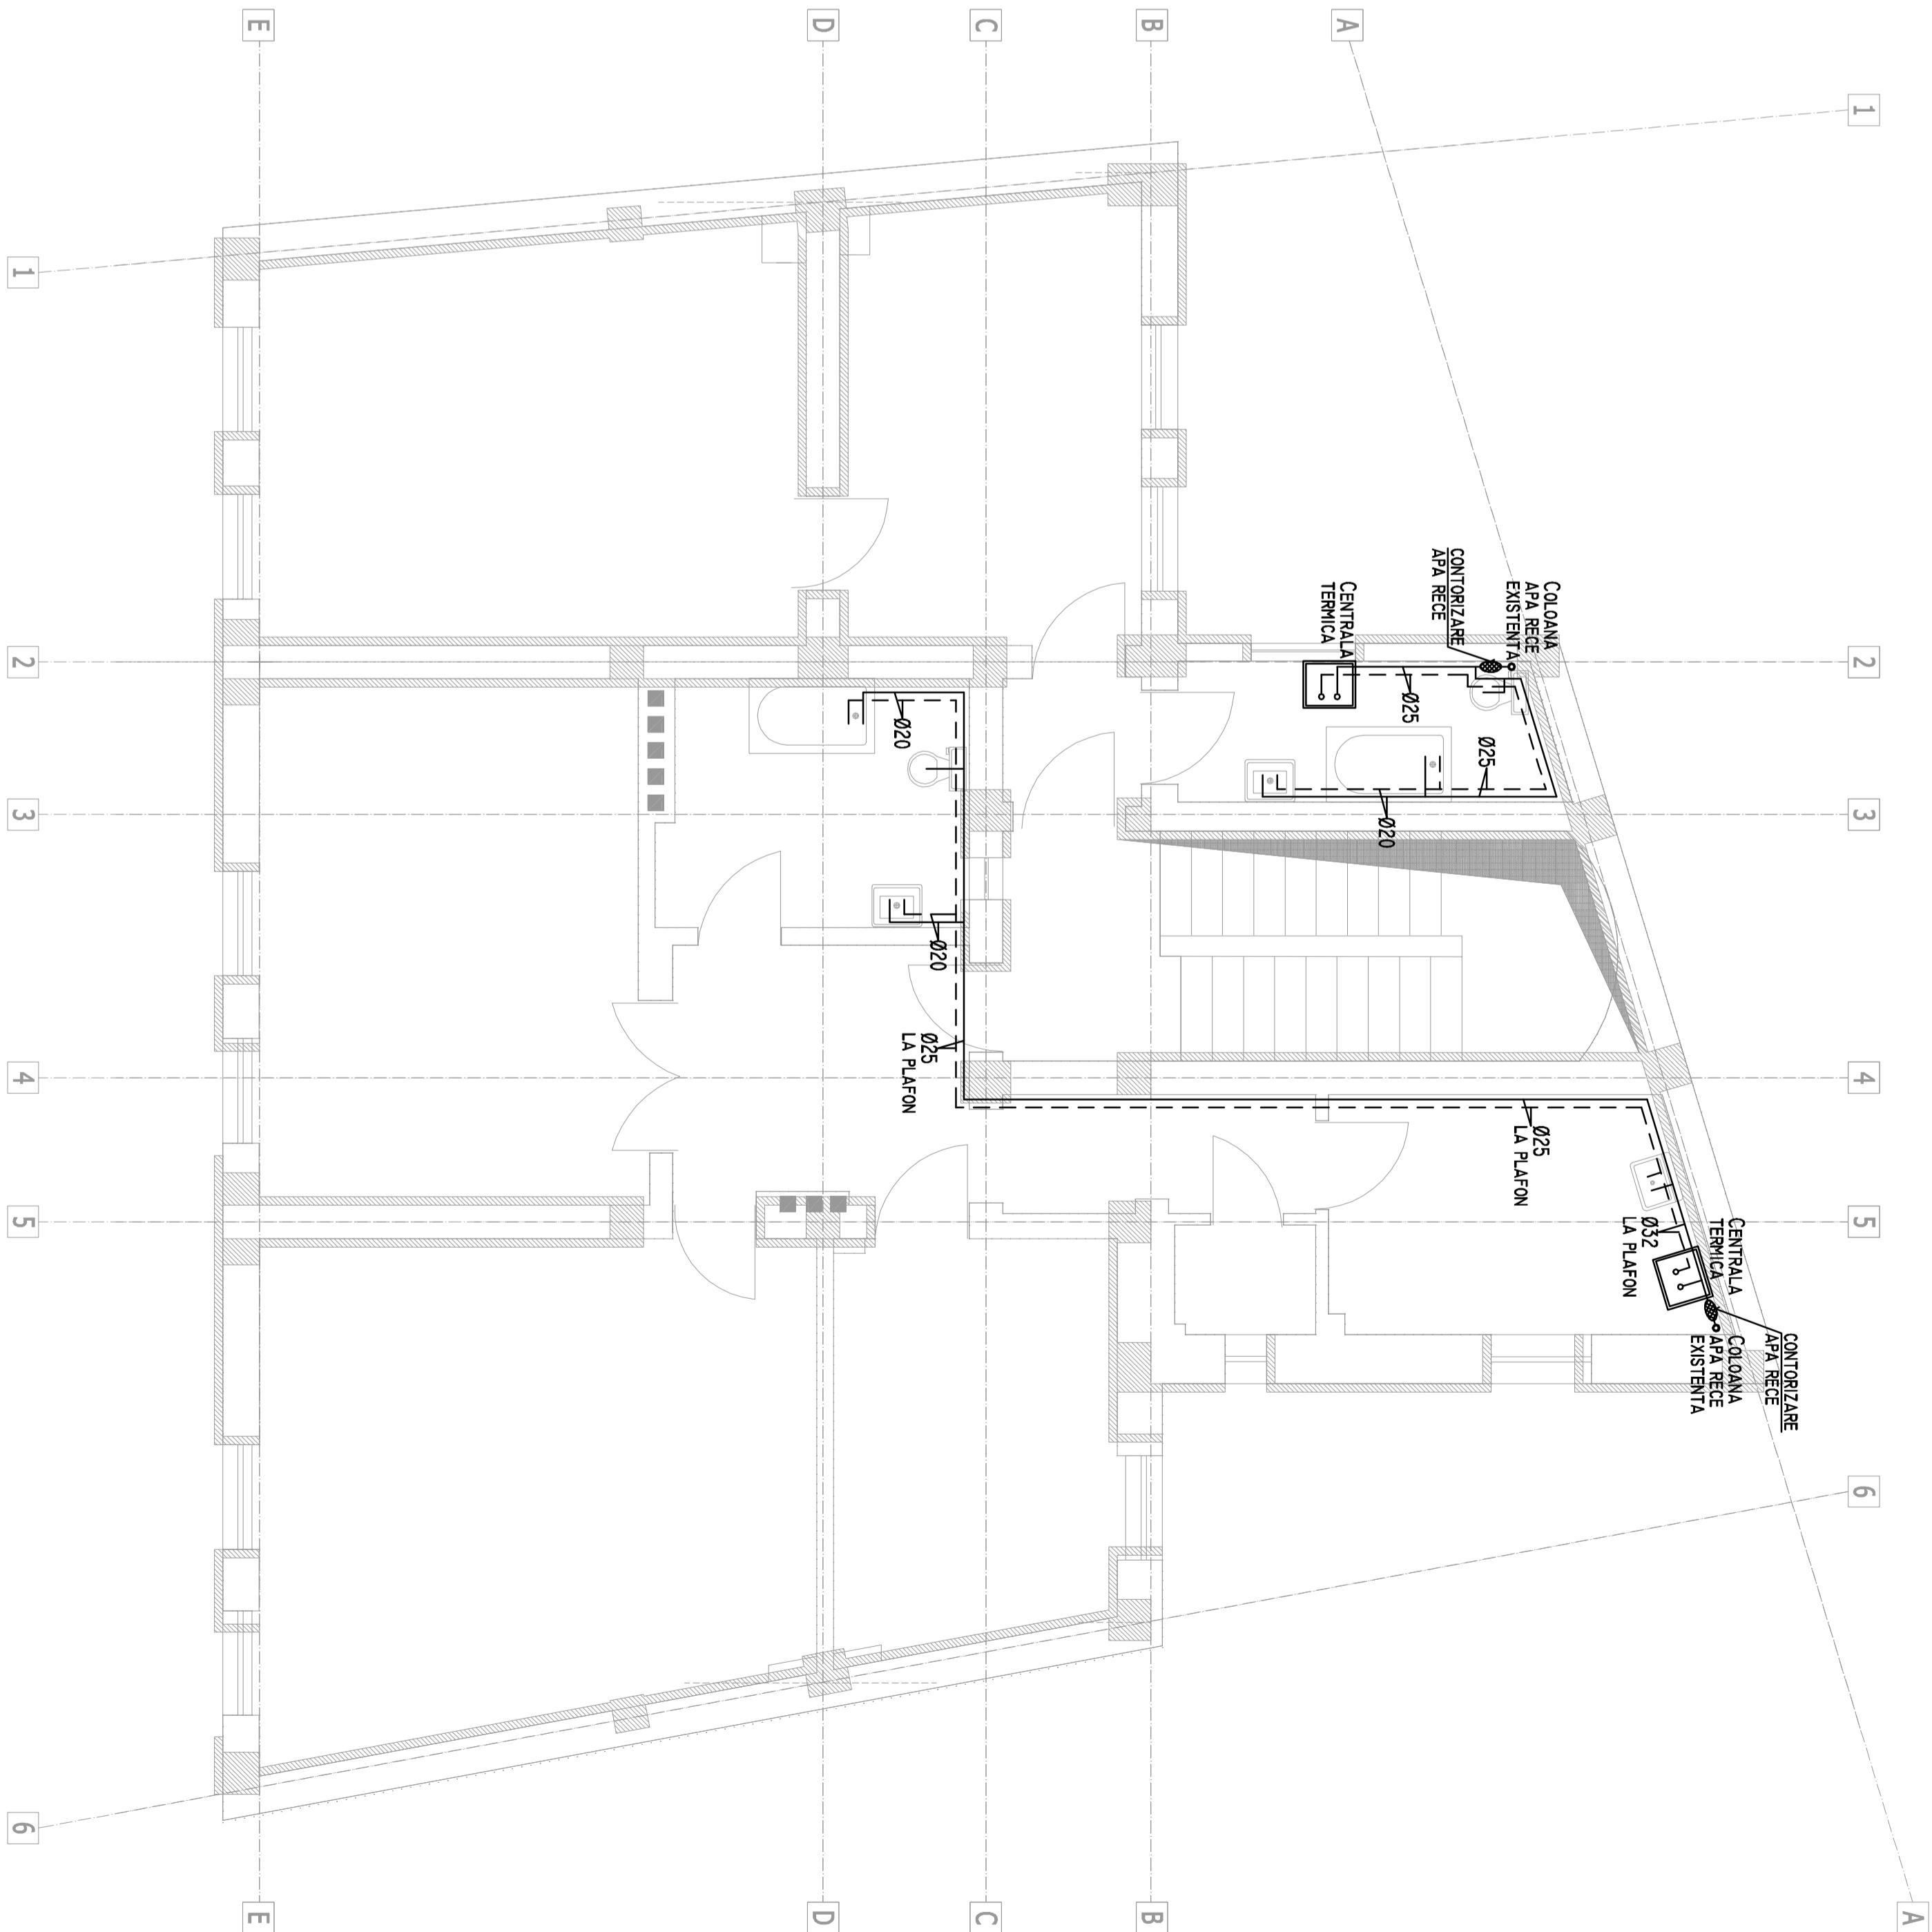 E
D
C
B
A
1
1
COLOANA
APA RECE
EXISTENTA
CONTORIZARE
APA RECE
CENTRALA
TERMICA
2
2
Ø25
Ø20
Ø25
3
3
Ø20
Ø20
Ø25
LA PLAFON
4
4
Ø25
LA PLAFON
5
5
Ø32
LA PLAFON
CENTRALA
TERMICA
CONTORIZARE
APA RECE
COLOANA
APA RECE
EXISTENTA
6
6
E
D
C
B
A